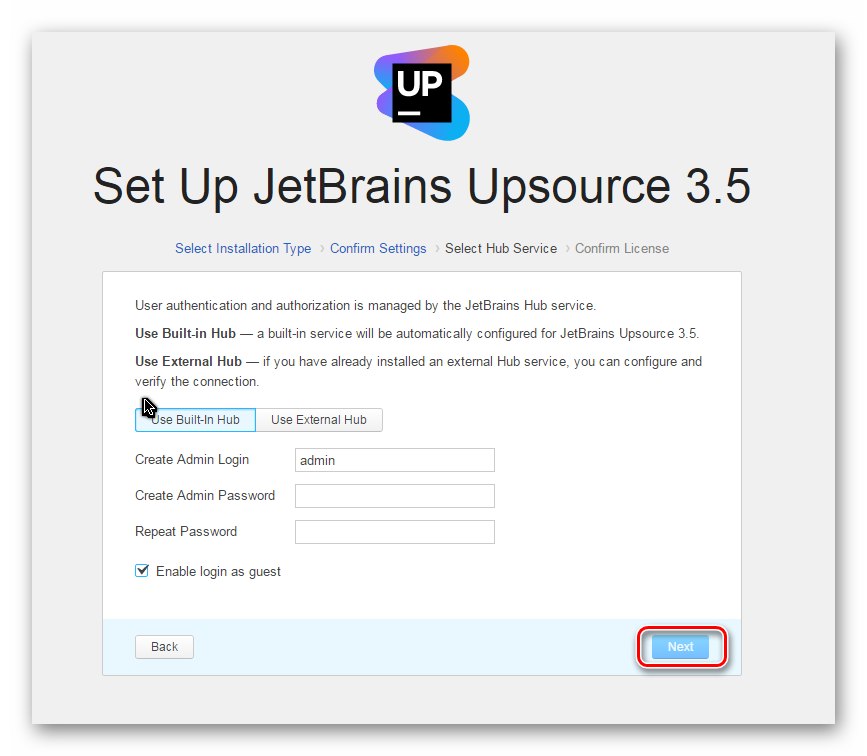 UP
Set Up JetBrains Upsource 3.5
Select Installation Type › Confirm Settings › Select Hub Service › Confirm License
User authentication and authorization is managed by the JetBrains Hub service.
Use Built-in Hub — a built-in service will be automatically configured for JetBrains Upsource 3.5.
Use External Hub — if you have already installed an external Hub service, you can configure and
verify the connection.
Use Built-In Hub Use External Hub
Create Admin Login admin
Create Admin Password
Repeat Password
Enable login as guest
Back Next